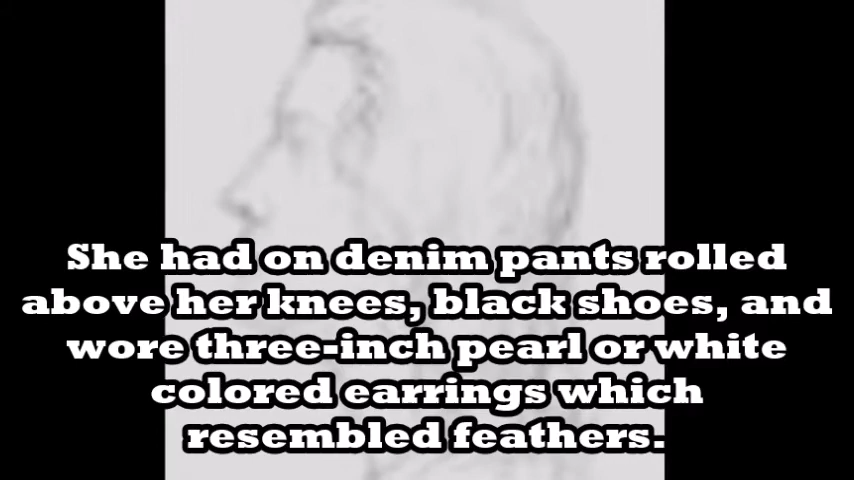 She had on denim pants rolled
above her knees, black shoes, and
wore three-inch pearl or white
colored earrings which
resembled feathers.